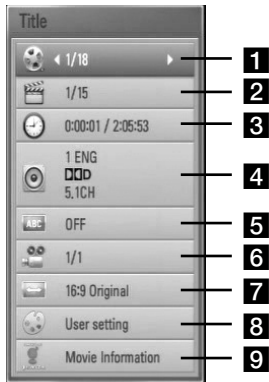 Title
1/18 1
1/15 2
0:00:01 / 2:05:53 3
1 ENG
DD D
5.1CH 4
ABC OFF 5
1/1 6
16:9 Original 7
User setting 8
Movie Information 9